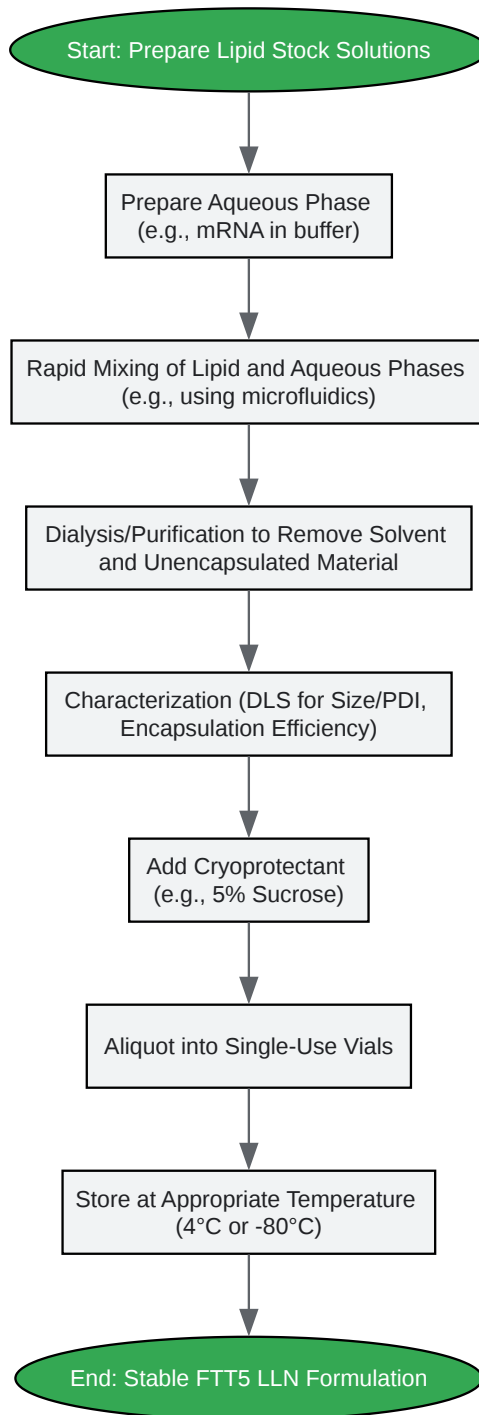 Start: Prepare Lipid Stock Solutions
Prepare Aqueous Phase
(e.g., mRNA in buffer)
Rapid Mixing of Lipid and Aqueous Phases
(e.g., using microfluidics)
Dialysis/Purification to Remove Solvent
and Unencapsulated Material
Characterization (DLS for Size/PDI,
Encapsulation Efficiency)
Add Cryoprotectant
(e.g., 5% Sucrose)
Aliquot into Single-Use Vials
Store at Appropriate Temperature
(4°C or -80°C)
End: Stable FTT5 LLN Formulation